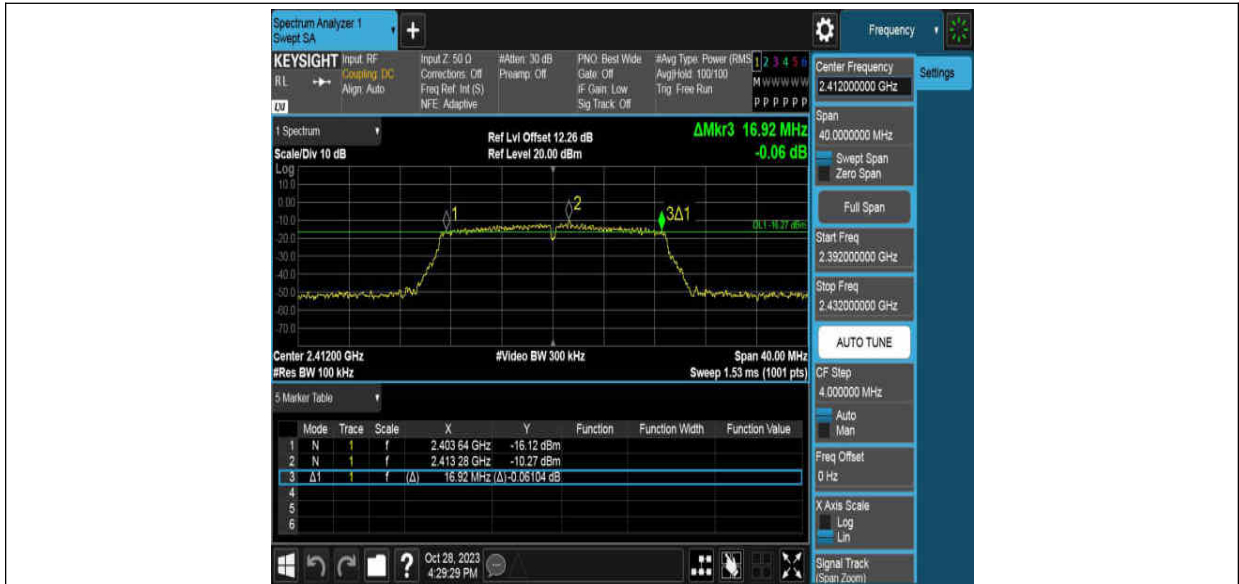 Spectrum Analyzer 1
Swept SA
+
Frequency
KEYSIGHT
RL
LXI
Input: RF
Coupling: DC
Align: Auto
Input Z: 50 Ω
Corrections: Off
Freq Ref: Int (S)
NFE: Adaptive
#Atten: 30 dB
Preamp: Off
PNO: Best Wide
Gate: Off
IF Gain: Low
Sig Track: Off
#Avg Type: Power (RMS
Avg|Hold: 100/100
Trig: Free Run
1 2 3 4 5 6
M W W W W W
P P P P P P
1 Spectrum
Scale/Div 10 dB
Ref Lvl Offset 12.26 dB
Ref Level 20.00 dBm
ΔMkr3 16.92 MHz
-0.06 dB
Log
10.0
0.00
-10.0
-20.0
-30.0
-40.0
-50.0
-60.0
-70.0
1
2
3Δ1
DL1 -16.27 dBm
Center 2.41200 GHz
#Res BW 100 kHz
#Video BW 300 kHz
Span 40.00 MHz
Sweep 1.53 ms (1001 pts)
5 Marker Table
Mode Trace Scale X Y Function Function Width Function Value
1 N 1 f 2.403 64 GHz -16.12 dBm
2 N 1 f 2.413 28 GHz -10.27 dBm
3 Δ1 1 f (Δ) 16.92 MHz (Δ) -0.06104 dB
4
5
6
?
Oct 28, 2023
4:29:29 PM
Center Frequency
2.412000000 GHz
Settings
Span
40.0000000 MHz
Swept Span
Zero Span
Full Span
Start Freq
2.392000000 GHz
Stop Freq
2.432000000 GHz
AUTO TUNE
CF Step
4.000000 MHz
Auto
Man
Freq Offset
0 Hz
X Axis Scale
Log
Lin
Signal Track
(Span Zoom)